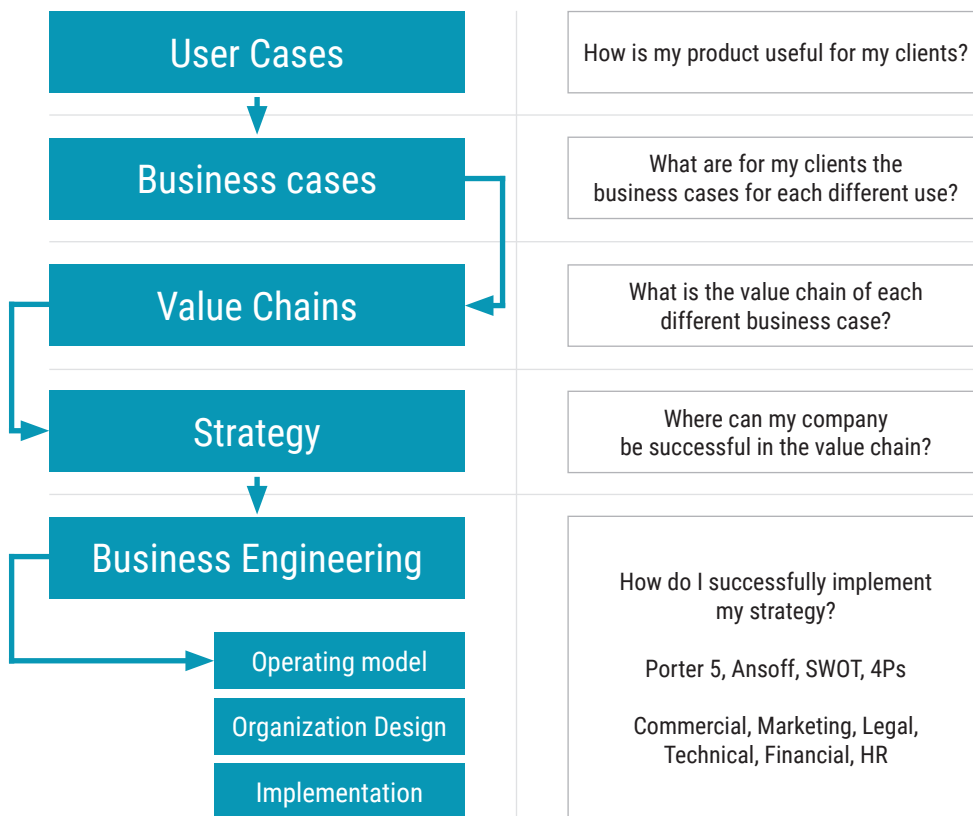 User Cases
How is my product useful for my clients?
Business cases
What are for my clients the
business cases for each different use?
Value Chains
What is the value chain of each
different business case?
Strategy
Where can my company
be successful in the value chain?
Business Engineering
How do I successfully implement
my strategy?
Porter 5, Ansoff, SWOT, 4Ps
Commercial, Marketing, Legal,
Technical, Financial, HR
Operating model
Organization Design
Implementation